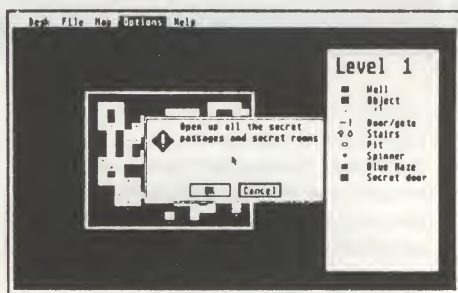 Desk File Map Options Help
Level 1
Wall
Object
Door/gate
Stairs
Pit
Spinner
Blue Haze
Secret door
Open up all the secret
passages and secret rooms
OK Cancel